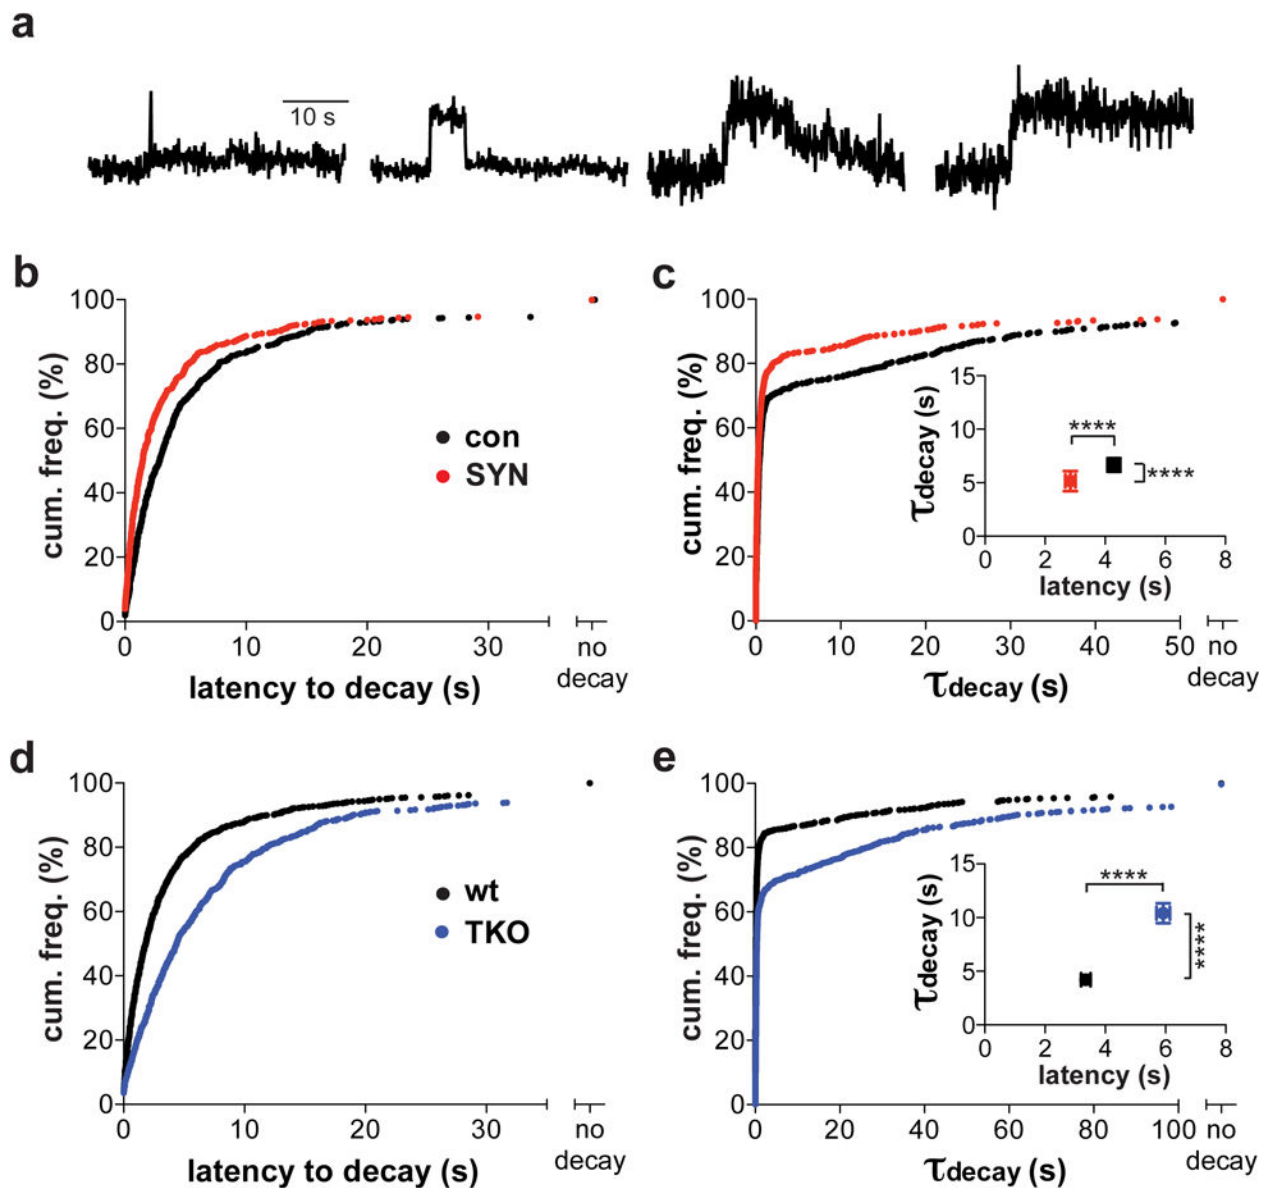 a
10 s
b
100
80
60
40
20
0
cum. freq. (%)
con
SYN
0
10
20
30
no
decay
latency to decay (s)
c
100
80
60
40
20
0
cum. freq. (%)
15
10
5
0
τdecay (s)
****
****
0
2
4
6
8
latency (s)
0
10
20
30
40
50
no
decay
τdecay (s)
d
100
80
60
40
20
0
cum. freq. (%)
wt
TKO
0
10
20
30
no
decay
latency to decay (s)
e
100
80
60
40
20
0
cum. freq. (%)
15
10
5
0
τdecay (s)
****
****
0
2
4
6
8
latency (s)
0
20
40
60
80
100
no
decay
τdecay (s)